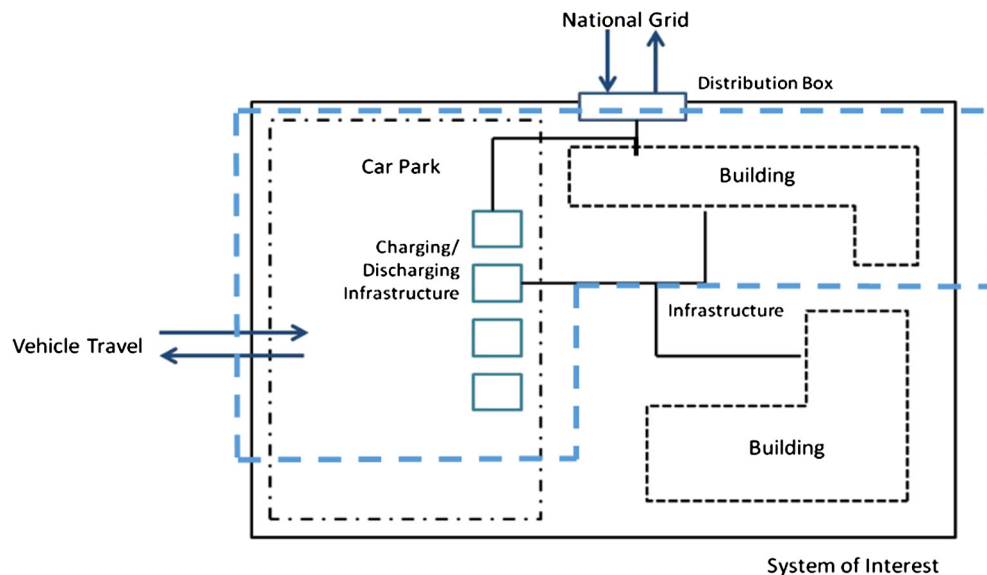 National Grid
Distribution Box
Car Park
Building
Charging/
Discharging
Infrastructure
Infrastructure
Vehicle Travel
Building
System of Interest